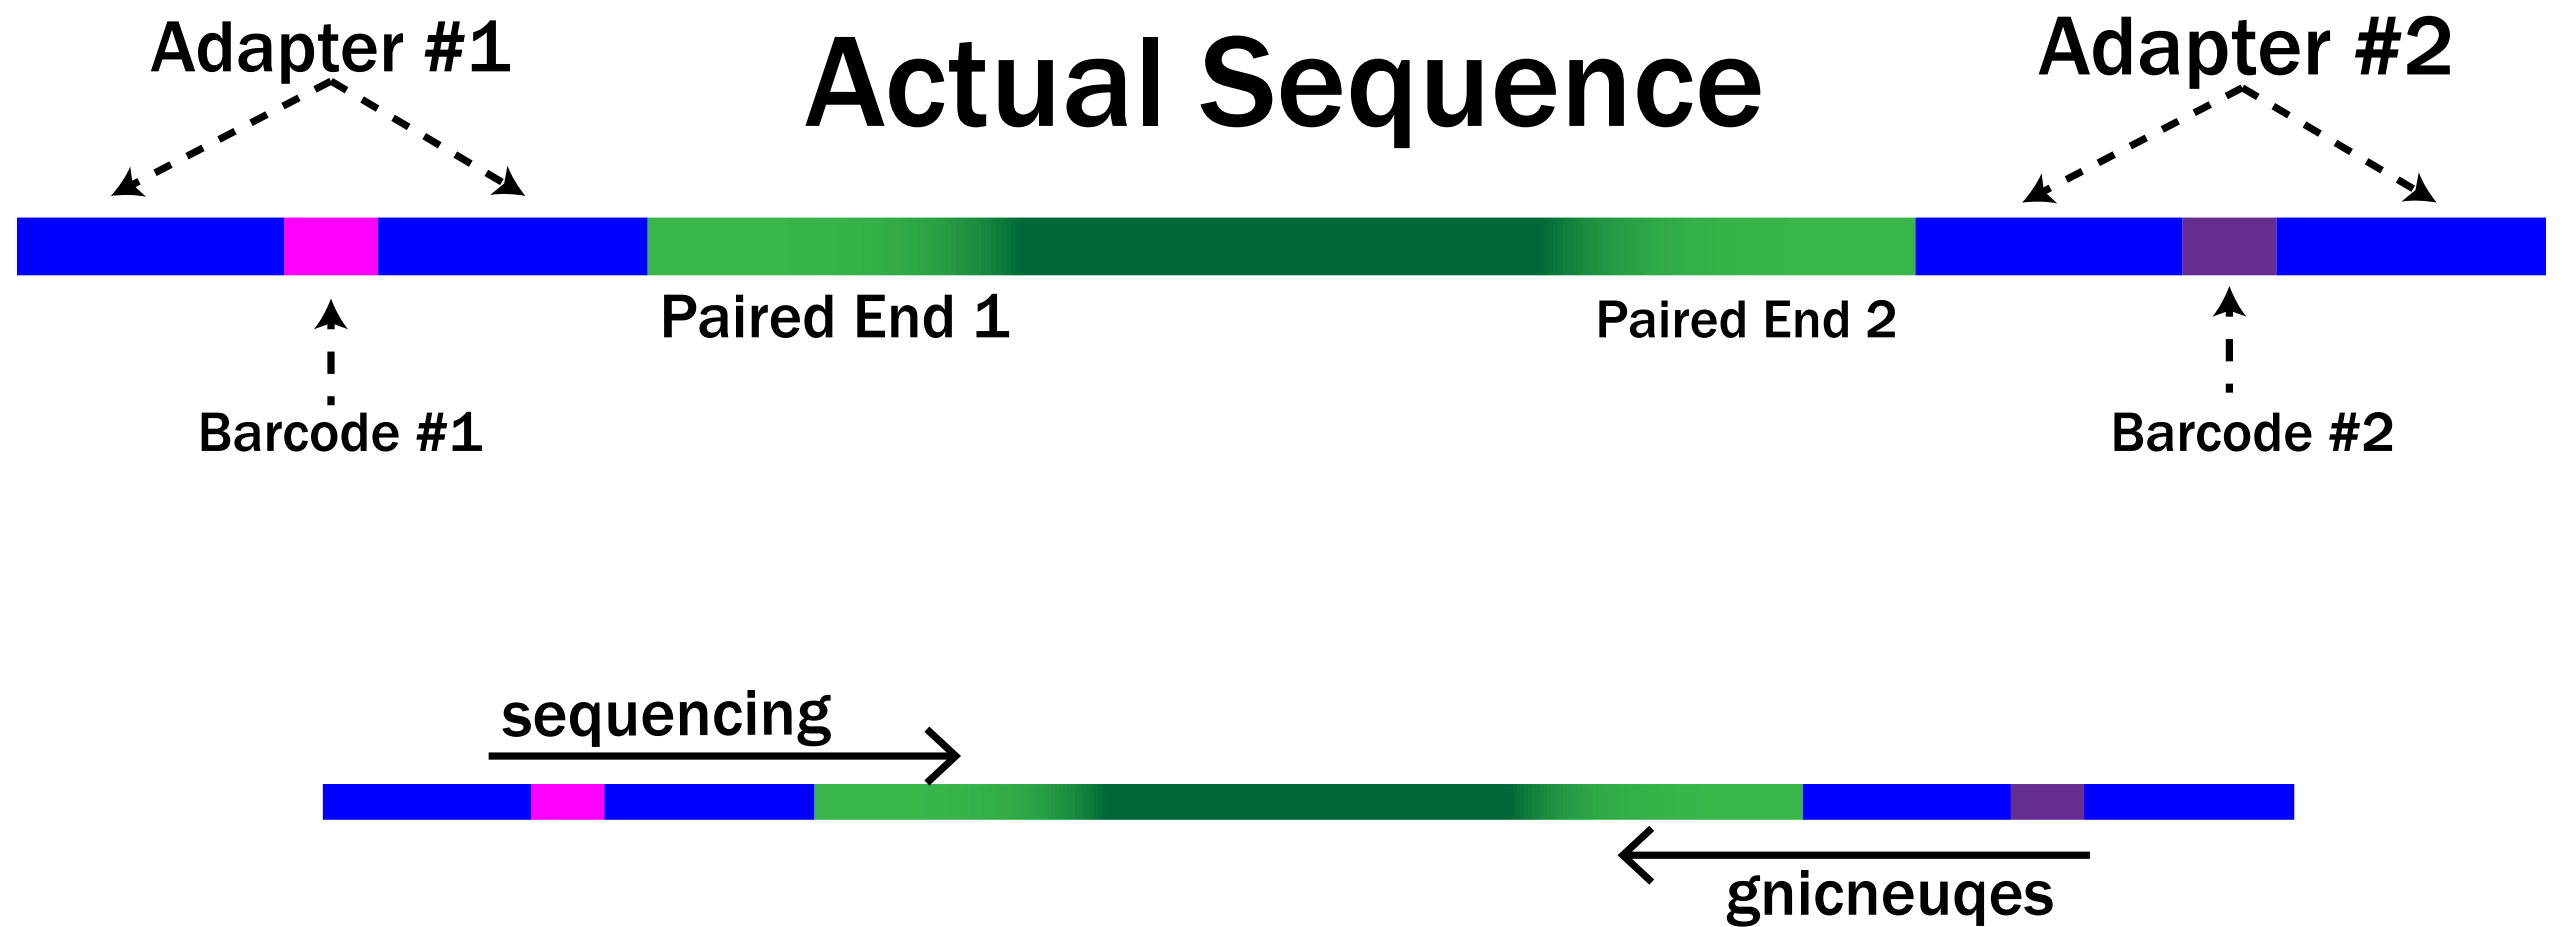 Adapter #1
Actual Sequence
Adapter #2
Paired End 1
Paired End 2
Barcode #1
Barcode #2
sequencing
gnicneuqes